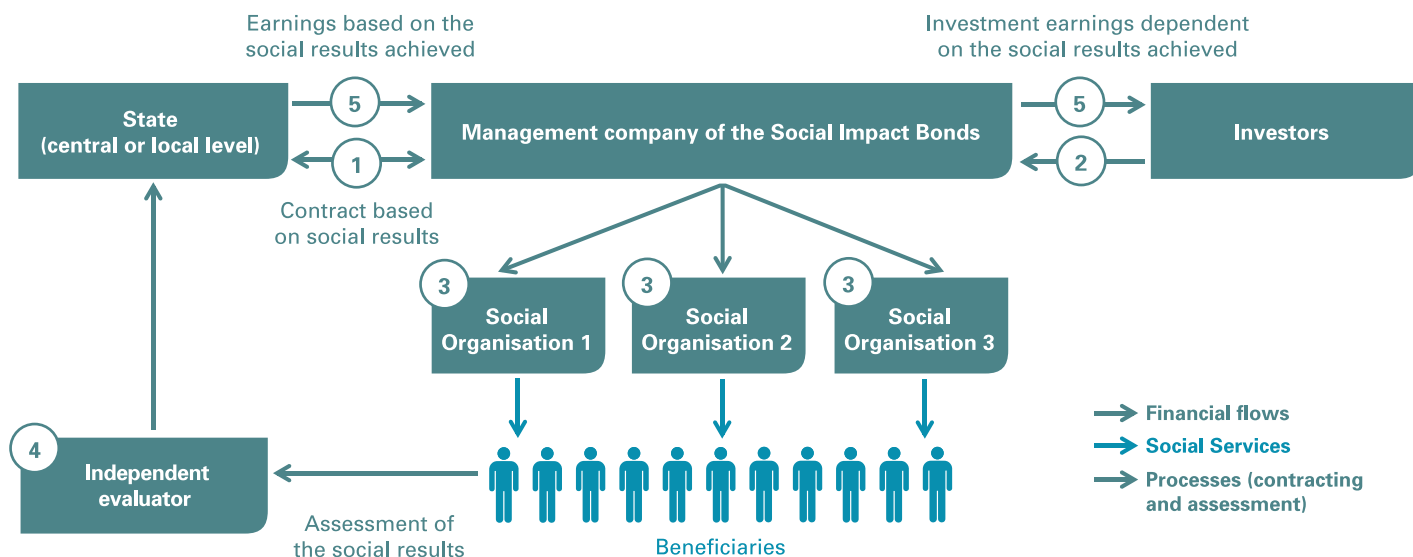 Earnings based on the
social results achieved
Investment earnings dependent
on the social results achieved
State
(central or local level)
5
1
Management company of the Social Impact Bonds
5
2
Investors
Contract based
on social results
3
Social
Organisation 1
3
Social
Organisation 2
3
Social
Organisation 3
4
Independent
evaluator
Assessment of
the social results
Beneficiaries
Financial flows
Social Services
Processes (contracting
and assessment)